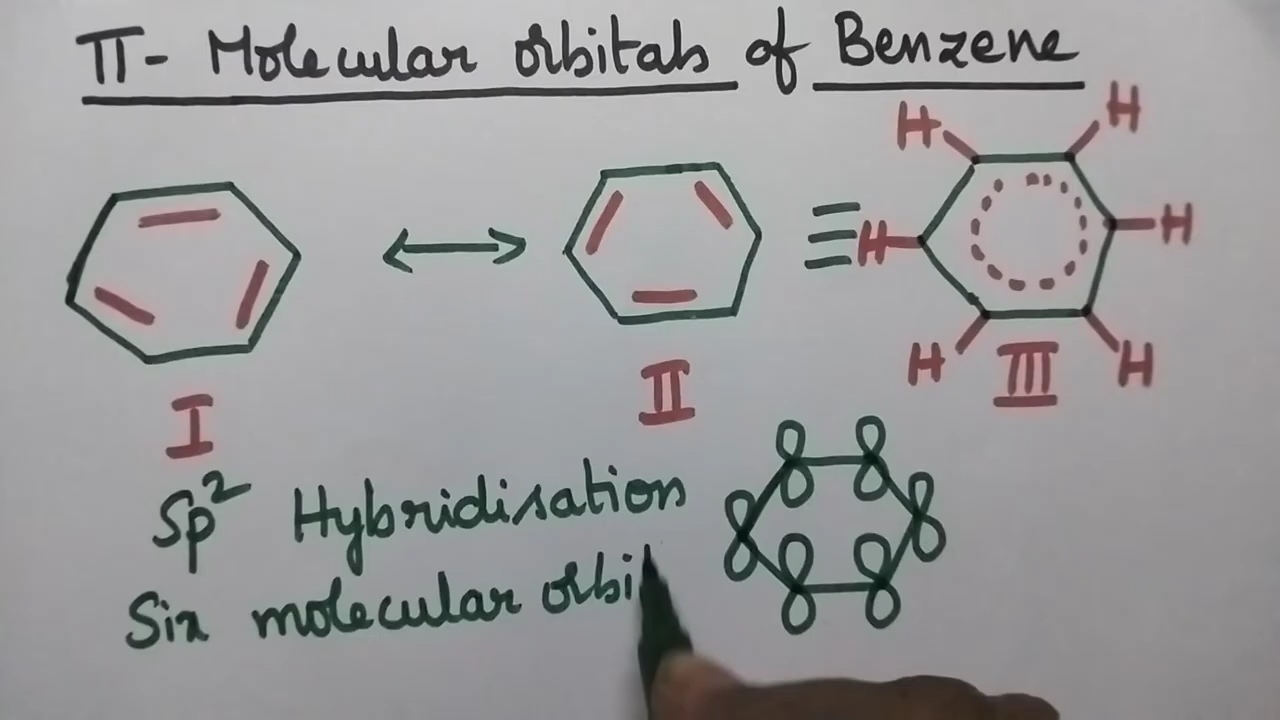 π- Molecular orbitals of Benzene
H H
H H
H H
I II III
Sp² Hybridisation
Six molecular orbi